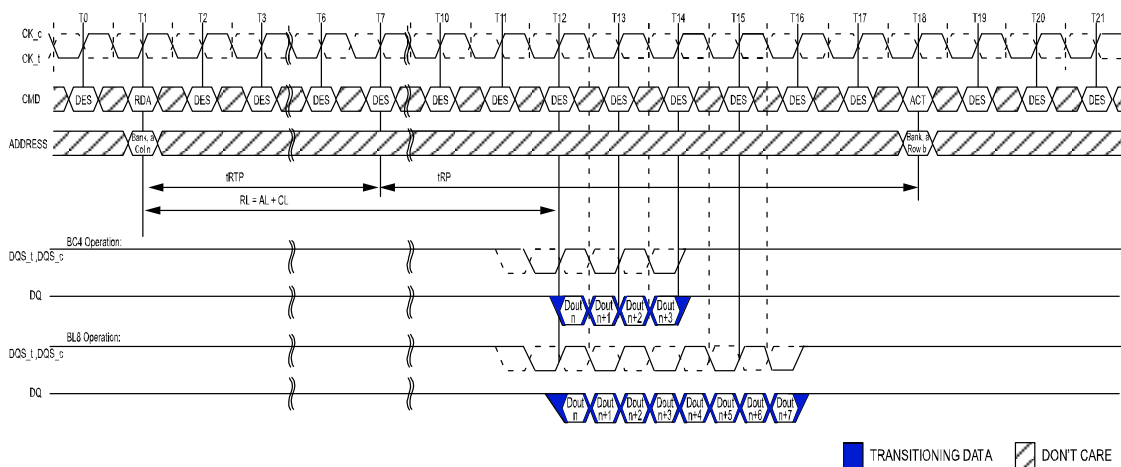 T0 T1 T2 T3 T6 T7 T10 T11 T12 T13 T14 T15 T16 T17 T18 T19 T20 T21
CK_c
CK_t
CMD DES RDA DES DES DES DES DES DES DES DES DES DES DES DES ACT DES DES DES
ADDRESS Bank, a Col n Bank, a Row b
tRTP tRP
RL = AL + CL
BC4 Operation:
DQS_t ,DQS_c
DQ Dout n Dout n+1 Dout n+2 Dout n+3
BL8 Operation:
DQS_t ,DQS_c
DQ Dout n Dout n+1 Dout n+2 Dout n+3 Dout n+4 Dout n+5 Dout n+6 Dout n+7
TRANSITIONING DATA DON'T CARE